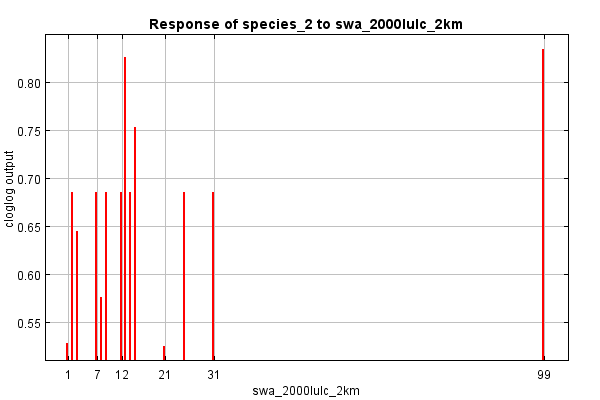 Response of species_2 to swa_2000lulc_2km
cloglog output
0.80
0.75
0.70
0.65
0.60
0.55
1 7 12 21 31 99
swa_2000lulc_2km